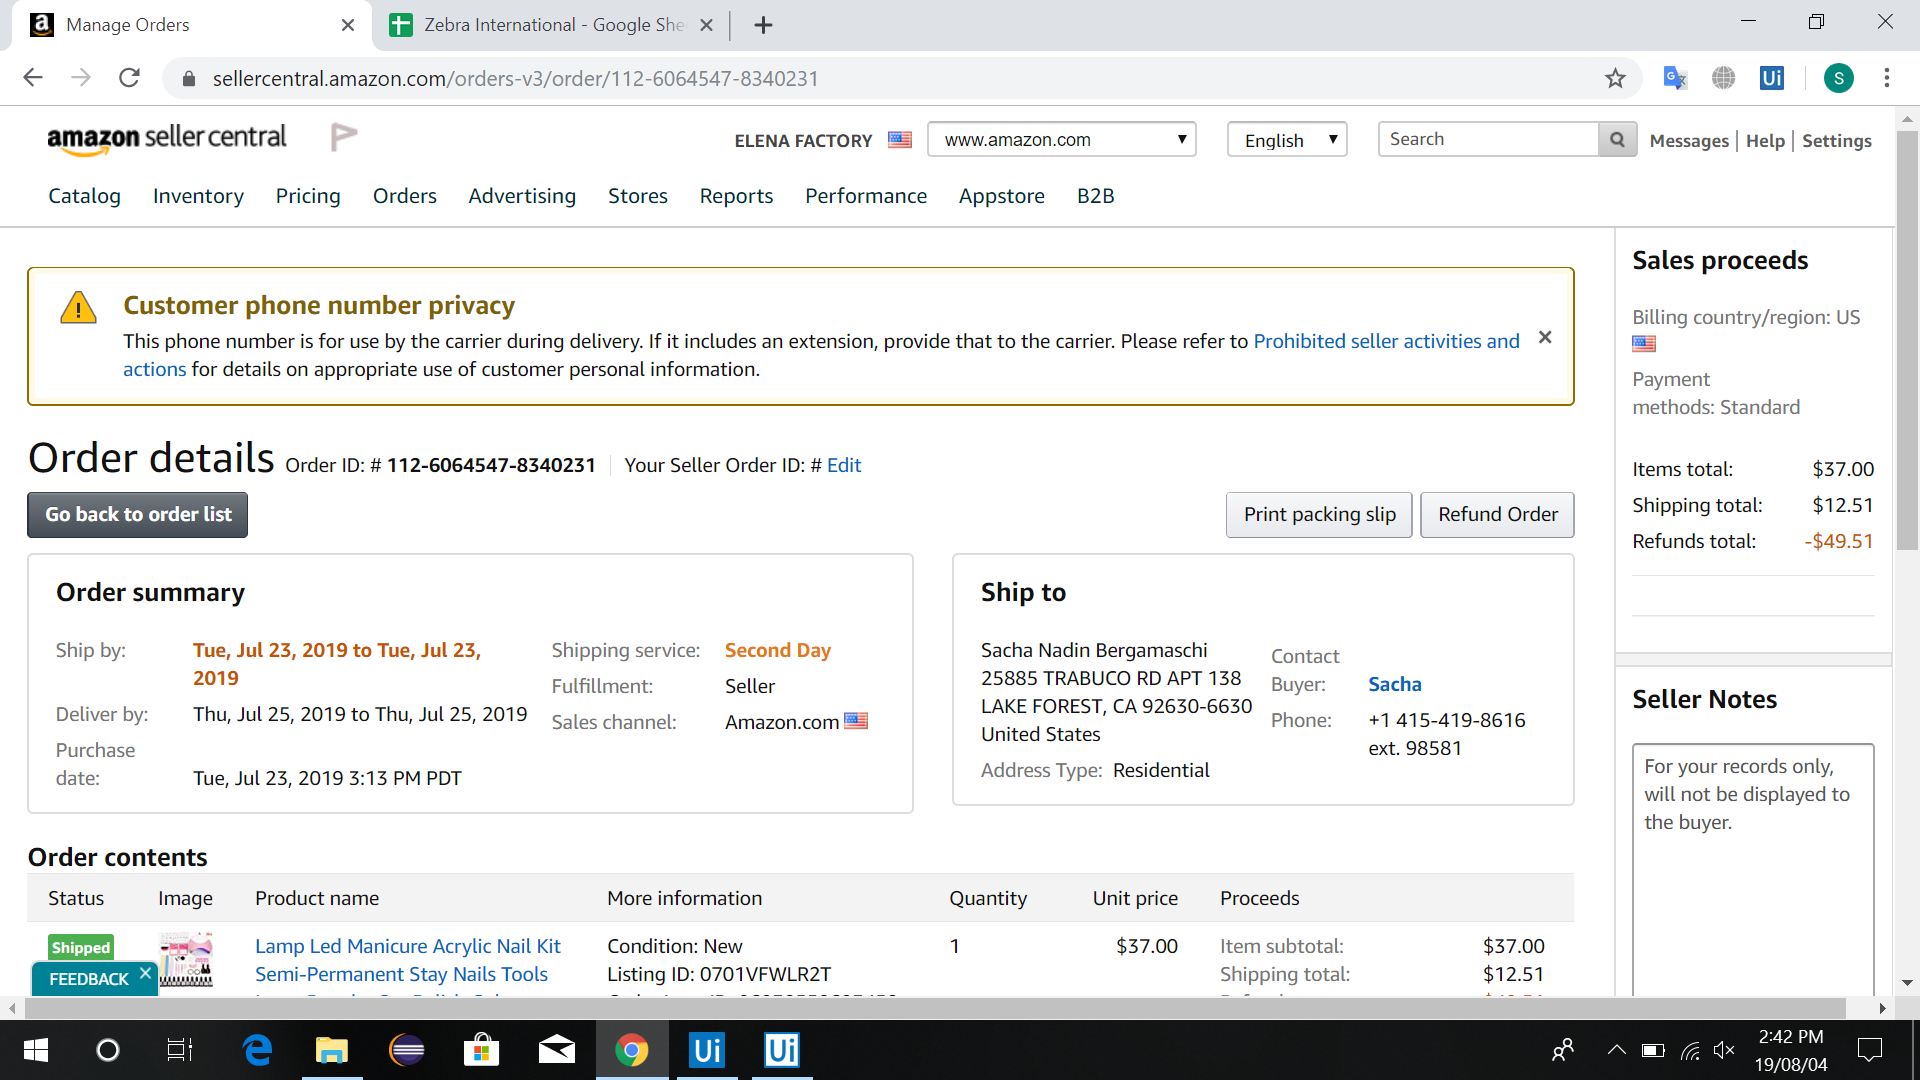 Manage Orders
Zebra International - Google She
sellercentral.amazon.com/orders-v3/order/112-6064547-8340231
S
amazon seller central
ELENA FACTORY
www.amazon.com
English
Search
Messages | Help | Settings
Catalog Inventory Pricing Orders Advertising Stores Reports Performance Appstore B2B
Customer phone number privacy
This phone number is for use by the carrier during delivery. If it includes an extension, provide that to the carrier. Please refer to Prohibited seller activities and
actions for details on appropriate use of customer personal information.
Order details Order ID: # 112-6064547-8340231 Your Seller Order ID: # Edit
Go back to order list
Print packing slip
Refund Order
Order summary
Ship by: Tue, Jul 23, 2019 to Tue, Jul 23,
2019
Deliver by: Thu, Jul 25, 2019 to Thu, Jul 25, 2019
Purchase
date: Tue, Jul 23, 2019 3:13 PM PDT
Shipping service: Second Day
Fulfillment: Seller
Sales channel: Amazon.com
Ship to
Sacha Nadin Bergamaschi
25885 TRABUCO RD APT 138
LAKE FOREST, CA 92630-6630
United States
Address Type: Residential
Contact
Buyer: Sacha
Phone: +1 415-419-8616
ext. 98581
Order contents
Status Image Product name More information Quantity Unit price Proceeds
Shipped
Lamp Led Manicure Acrylic Nail Kit
Semi-Permanent Stay Nails Tools
Condition: New
Listing ID: 0701VFWLR2T
1
$37.00
Item subtotal: $37.00
Shipping total: $12.51
FEEDBACK
Sales proceeds
Billing country/region: US
Payment
methods: Standard
Items total: $37.00
Shipping total: $12.51
Refunds total: -$49.51
Seller Notes
For your records only,
will not be displayed to
the buyer.
Ui
Ui
Ui
2:42 PM
19/08/04